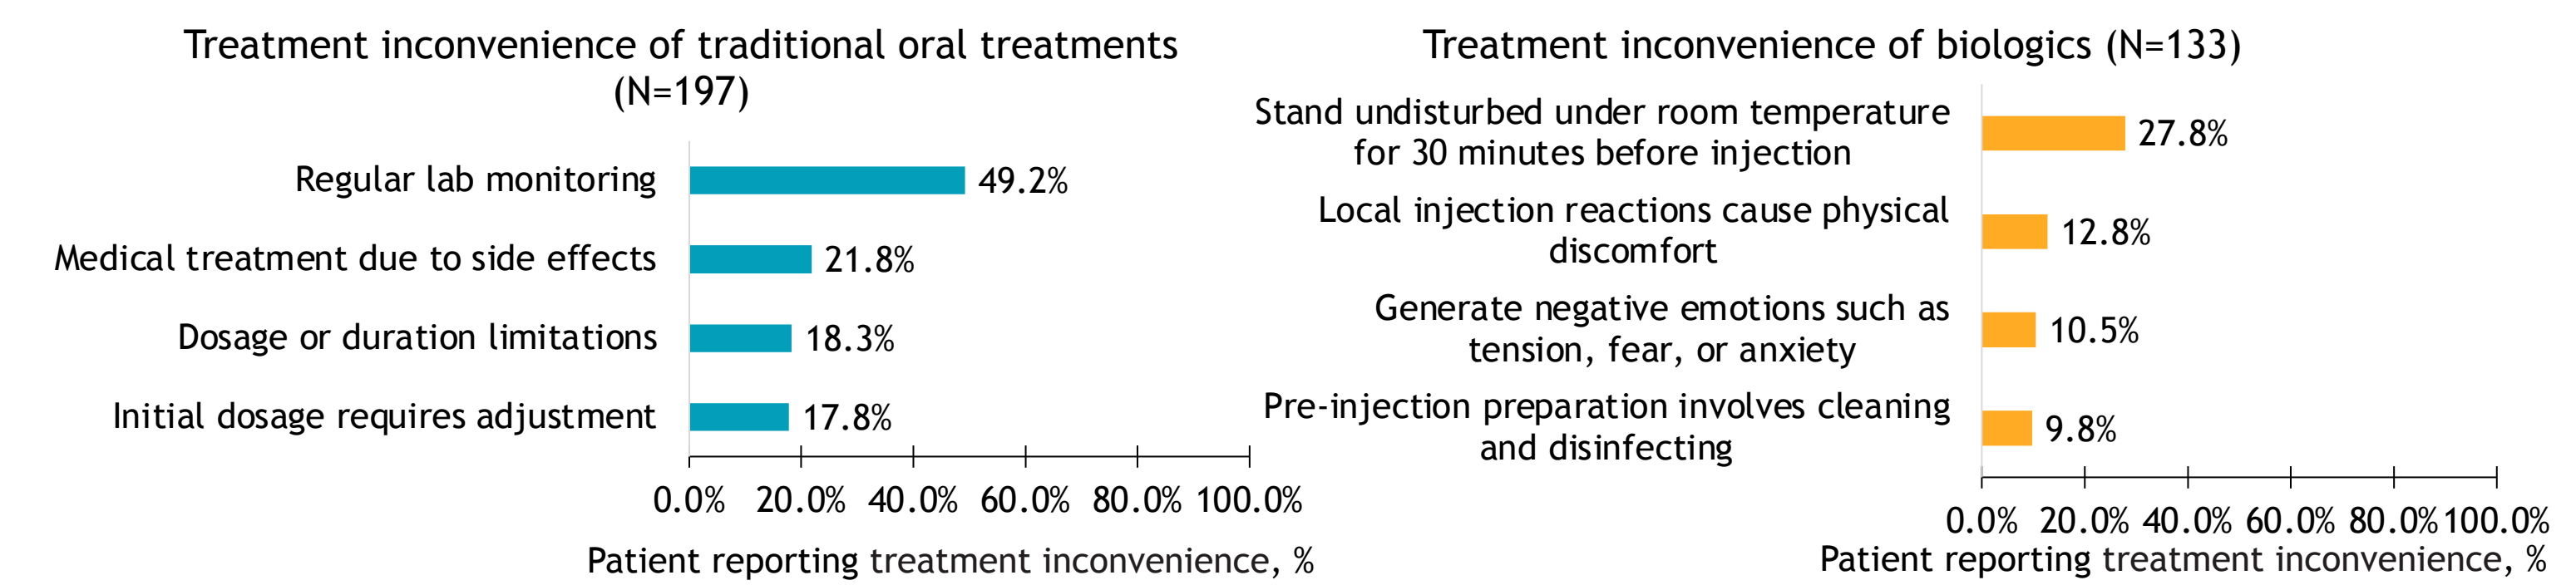 Treatment inconvenience of traditional oral treatments
(N=197)
Regular lab monitoring
49.2%
Medical treatment due to side effects
21.8%
Dosage or duration limitations
18.3%
Initial dosage requires adjustment
17.8%
0.0% 20.0% 40.0% 60.0% 80.0% 100.0%
Patient reporting treatment inconvenience, %
Treatment inconvenience of biologics (N=133)
Stand undisturbed under room temperature
for 30 minutes before injection
27.8%
Local injection reactions cause physical
discomfort
12.8%
Generate negative emotions such as
tension, fear, or anxiety
10.5%
Pre-injection preparation involves cleaning
and disinfecting
9.8%
0.0% 20.0% 40.0% 60.0% 80.0% 100.0%
Patient reporting treatment inconvenience, %